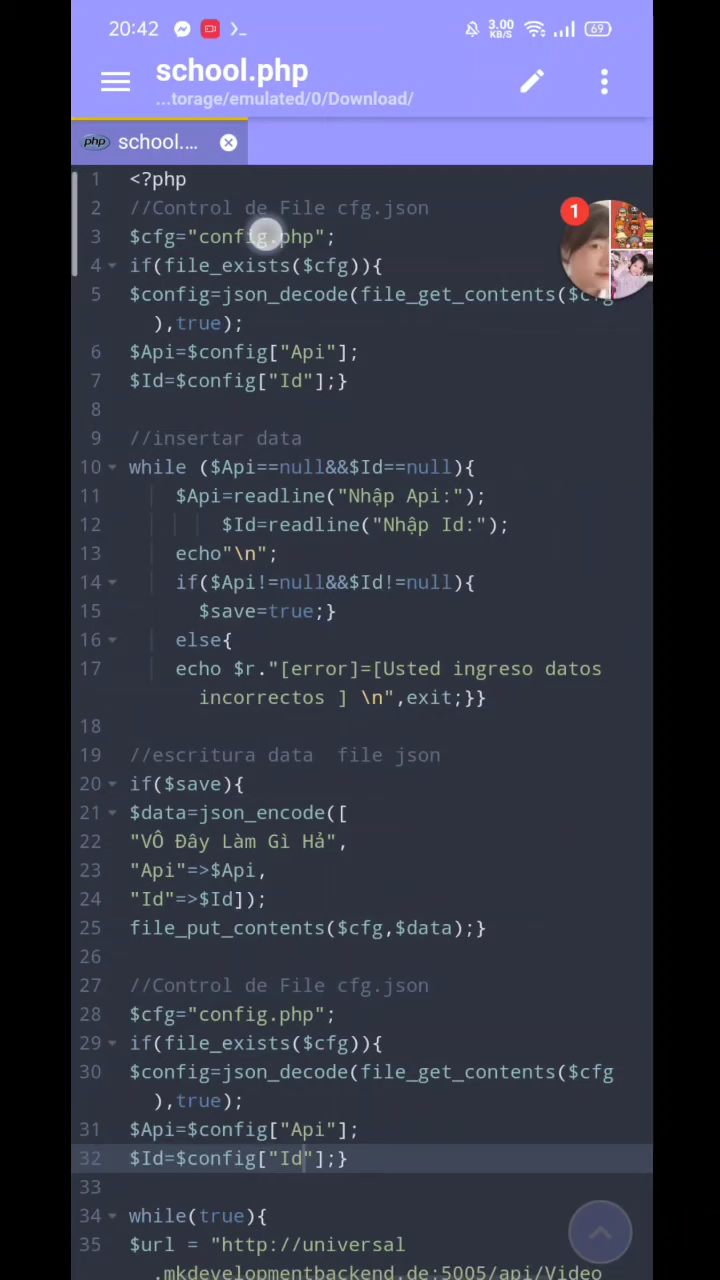 20:42 3.00 KB/S 69
school.php
...torage/emulated/0/Download/
php school....
1 <?php
2 //Control de File cfg.json
3 $cfg="config.php";
4 if(file_exists($cfg)){
5 $config=json_decode(file_get_contents($cfg
),true);
6 $Api=$config["Api"];
7 $Id=$config["Id"];}
8
9 //insertar data
10 while ($Api==null&&$Id==null){
11 $Api=readline("Nhập Api:");
12 $Id=readline("Nhập Id:");
13 echo"\n";
14 if($Api!=null&&$Id!=null){
15 $save=true;}
16 else{
17 echo $r."[error]=[Usted ingreso datos
incorrectos ] \n",exit;}}
18
19 //escritura data  file json
20 if($save){
21 $data=json_encode([
22 "VÔ Đây Làm Gì Hả",
23 "Api"=>$Api,
24 "Id"=>$Id]);
25 file_put_contents($cfg,$data);}
26
27 //Control de File cfg.json
28 $cfg="config.php";
29 if(file_exists($cfg)){
30 $config=json_decode(file_get_contents($cfg
),true);
31 $Api=$config["Api"];
32 $Id=$config["Id"];}
33
34 while(true){
35 $url = "http://universal
.mkdevelopmentbackend.de:5005/api/Video
1